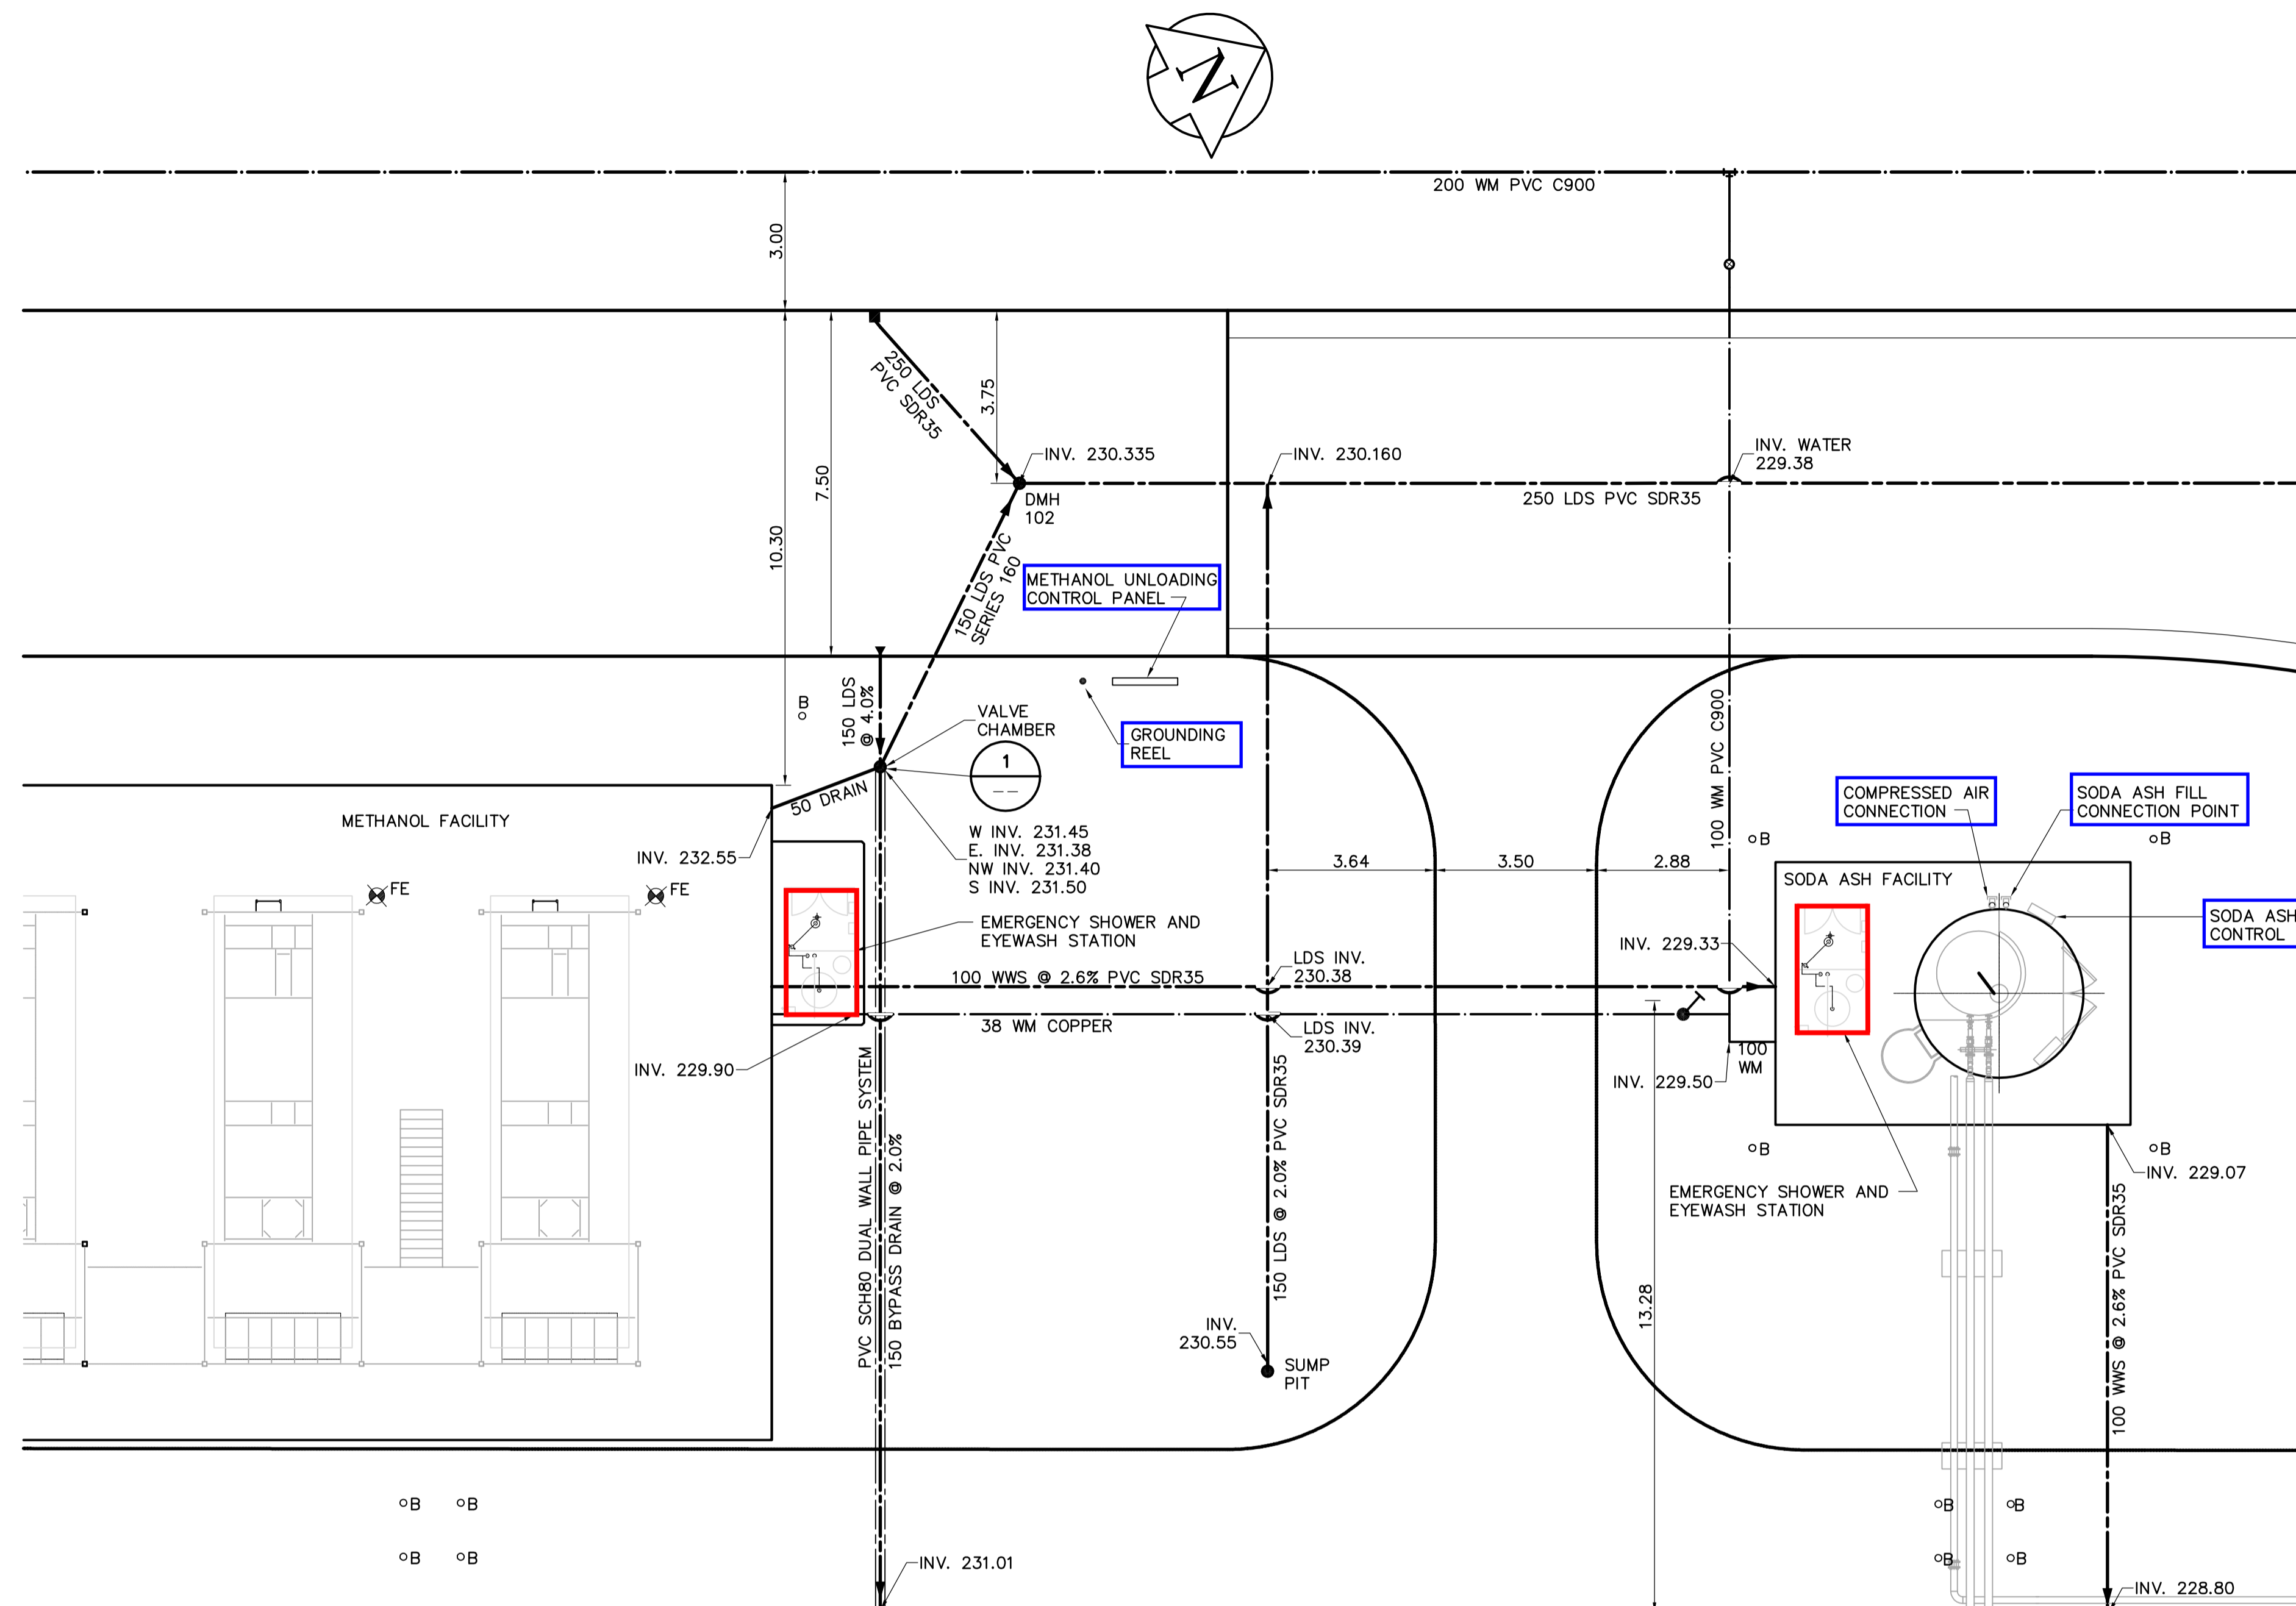 N
200 WM PVC C900
3.00
250 LDS
PVC SDR35
3.75
7.50
10.30
INV. 230.335
DMH
102
INV. 230.160
INV. WATER
229.38
250 LDS PVC SDR35
150 LDS PVC
SERIES 160
METHANOL UNLOADING
CONTROL PANEL
B
150 LDS
@ 4.0%
VALVE
CHAMBER
1
GROUNDING
REEL
100 WM PVC C900
COMPRESSED AIR
CONNECTION
SODA ASH FILL
CONNECTION POINT
50 DRAIN
METHANOL FACILITY
W INV. 231.45
E. INV. 231.38
NW INV. 231.40
S INV. 231.50
INV. 232.55
3.64
3.50
2.88
B
B
SODA ASH FACILITY
FE
FE
EMERGENCY SHOWER AND
EYEWASH STATION
SODA ASH
CONTROL
INV. 229.33
LDS INV.
230.38
100 WWS @ 2.6% PVC SDR35
38 WM COPPER
LDS INV.
230.39
100
WM
INV. 229.90
INV. 229.50
PVC SCH80 DUAL WALL PIPE SYSTEM
150 BYPASS DRAIN @ 2.0%
150 LDS @ 2.0% PVC SDR35
B
B
INV. 229.07
EMERGENCY SHOWER AND
EYEWASH STATION
13.28
100 WWS @ 2.6% PVC SDR35
INV.
230.55
SUMP
PIT
B
B
B
B
B
B
B
B
INV. 231.01
INV. 228.80